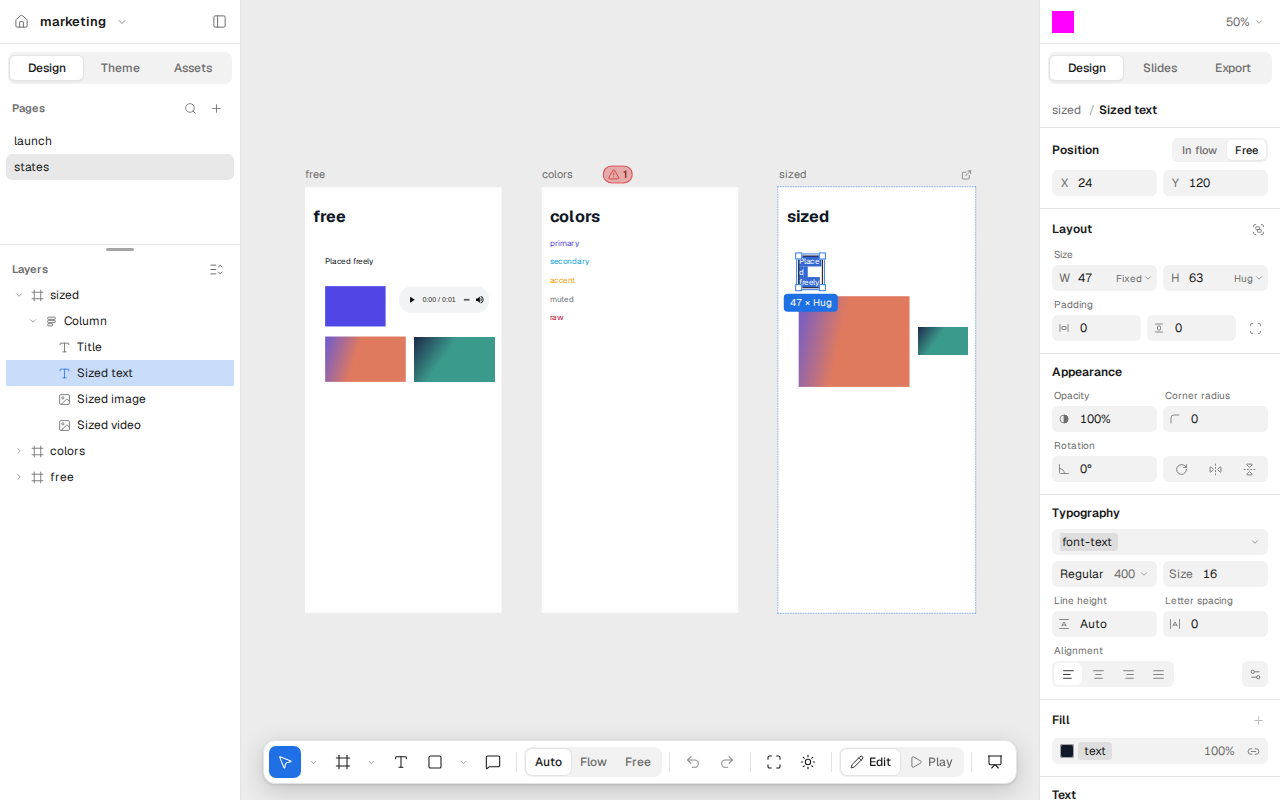 marketing
50%
Design Theme Assets
Design Slides Export
Pages
launch
states
Layers
sized
Column
Title
Sized text
Sized image
Sized video
colors
free
free
free
Placed freely
0:00 / 0:01
colors
1
colors
primary
secondary
accent
muted
raw
sized
sized
Place
d
freely
47 × Hug
Auto Flow Free
Edit Play
sized / Sized text
Position In flow Free
X 24 Y 120
Layout
Size
W 47 Fixed H 63 Hug
Padding
0 0
Appearance
Opacity Corner radius
100% 0
Rotation
0°
Typography
font-text
Regular 400 Size 16
Line height Letter spacing
Auto 0
Alignment
Fill
text 100%
Text